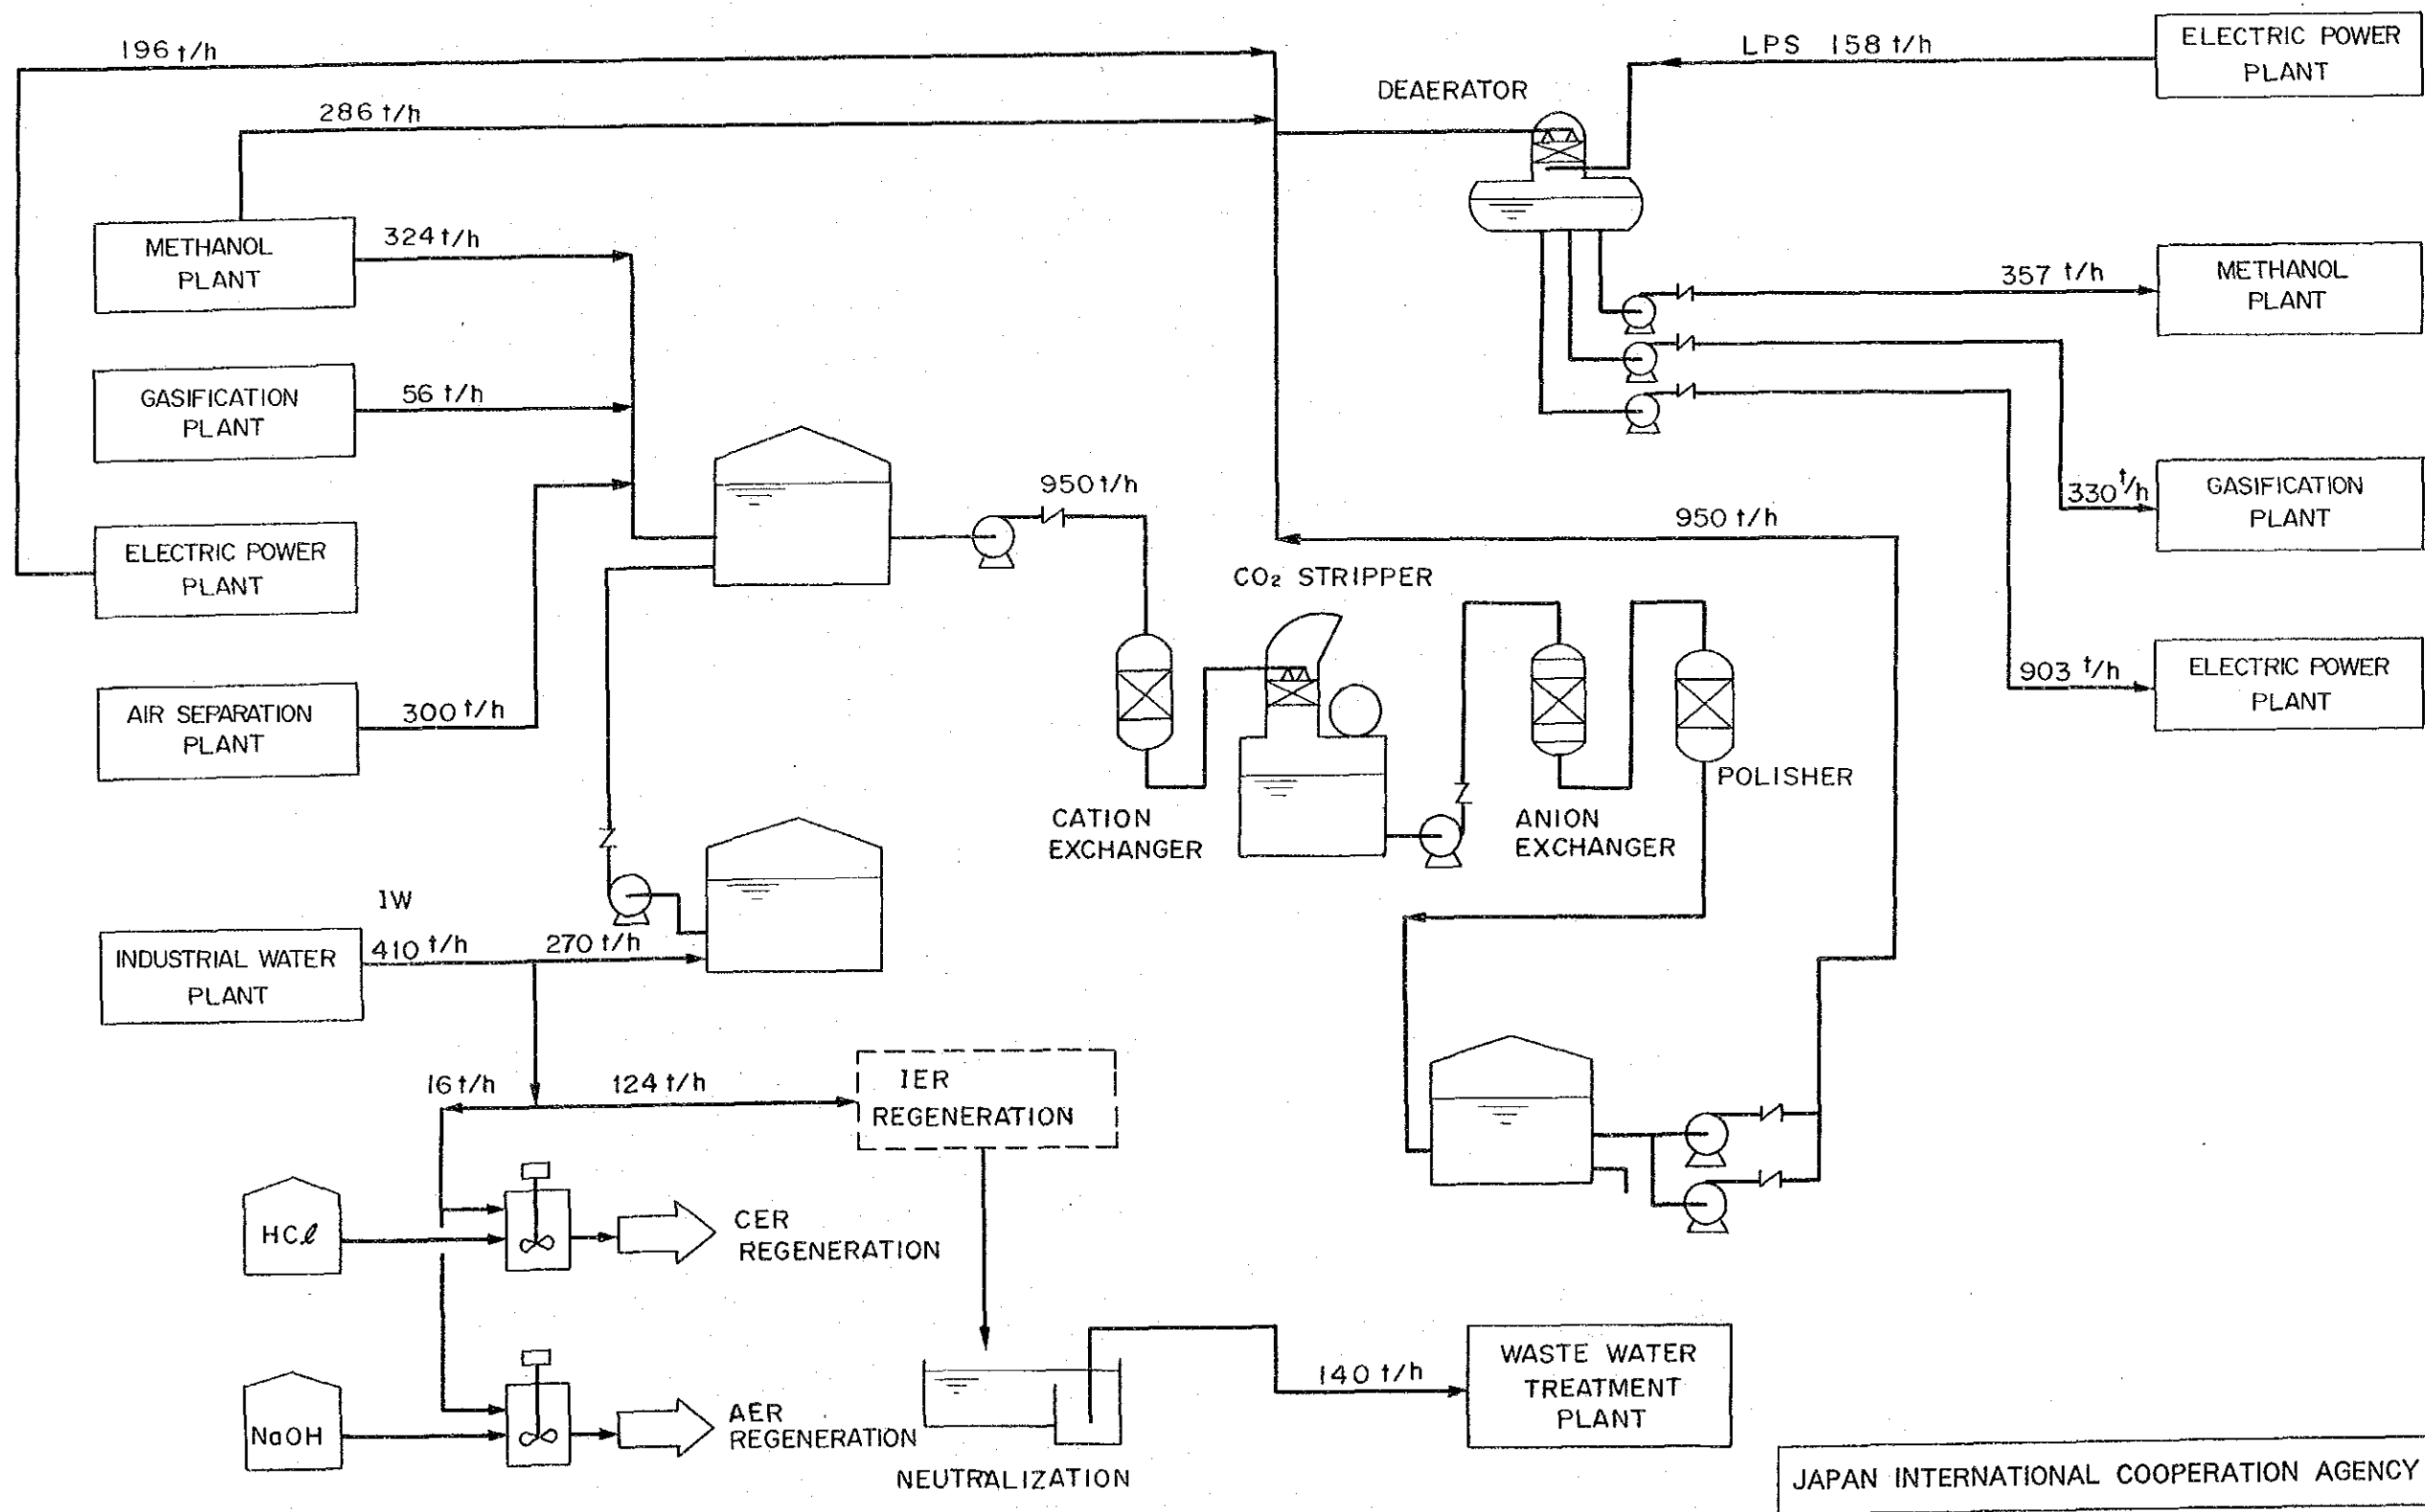 196 t/h
LPS 158 t/h
ELECTRIC POWER
PLANT
DEAERATOR
286 t/h
METHANOL
PLANT
324 t/h
357 t/h
METHANOL
PLANT
GASIFICATION
PLANT
56 t/h
950 t/h
330 t/h
GASIFICATION
PLANT
950 t/h
ELECTRIC POWER
PLANT
CO₂ STRIPPER
903 t/h
ELECTRIC POWER
PLANT
AIR SEPARATION
PLANT
300 t/h
POLISHER
CATION
EXCHANGER
ANION
EXCHANGER
IW
INDUSTRIAL WATER
PLANT
410 t/h
270 t/h
16 t/h
124 t/h
IER
REGENERATION
HCℓ
CER
REGENERATION
NaOH
AER
REGENERATION
NEUTRALIZATION
140 t/h
WASTE WATER
TREATMENT
PLANT
JAPAN INTERNATIONAL COOPERATION AGENCY